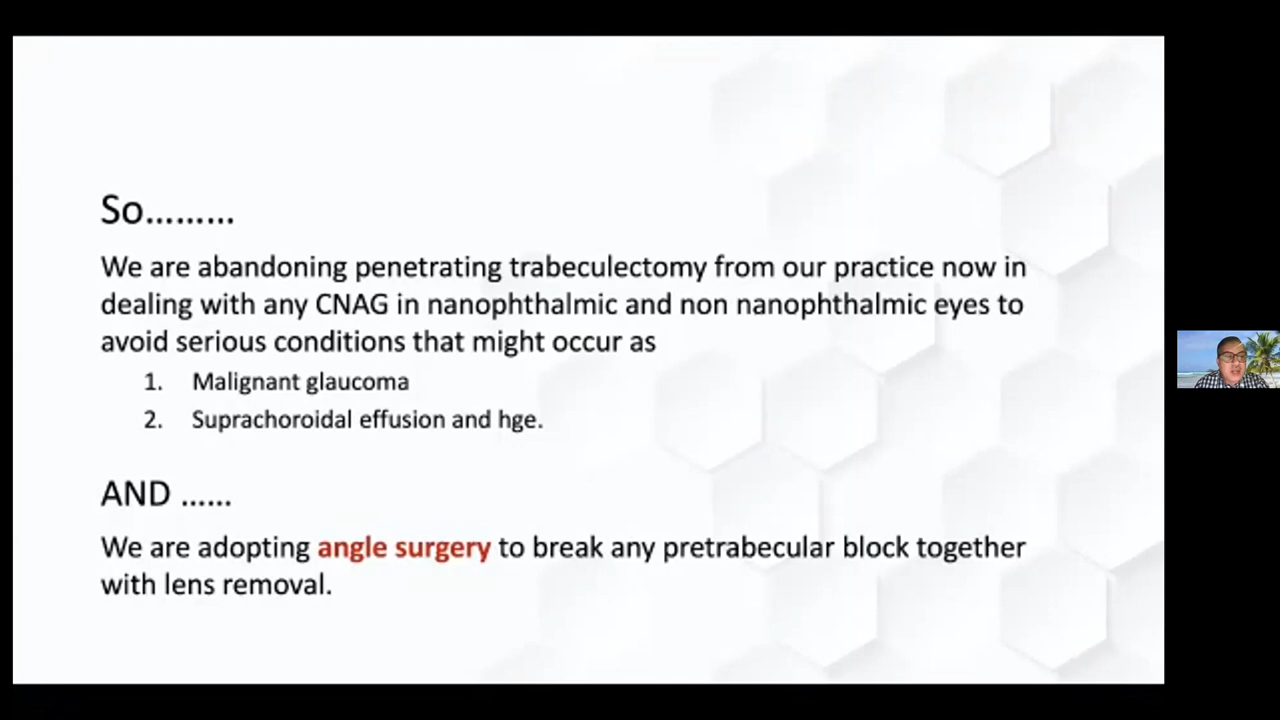 So.........
We are abandoning penetrating trabeculectomy from our practice now in
dealing with any CNAG in nanophthalmic and non nanophthalmic eyes to
avoid serious conditions that might occur as
1. Malignant glaucoma
2. Suprachoroidal effusion and hge.
AND ......
We are adopting angle surgery to break any pretrabecular block together
with lens removal.